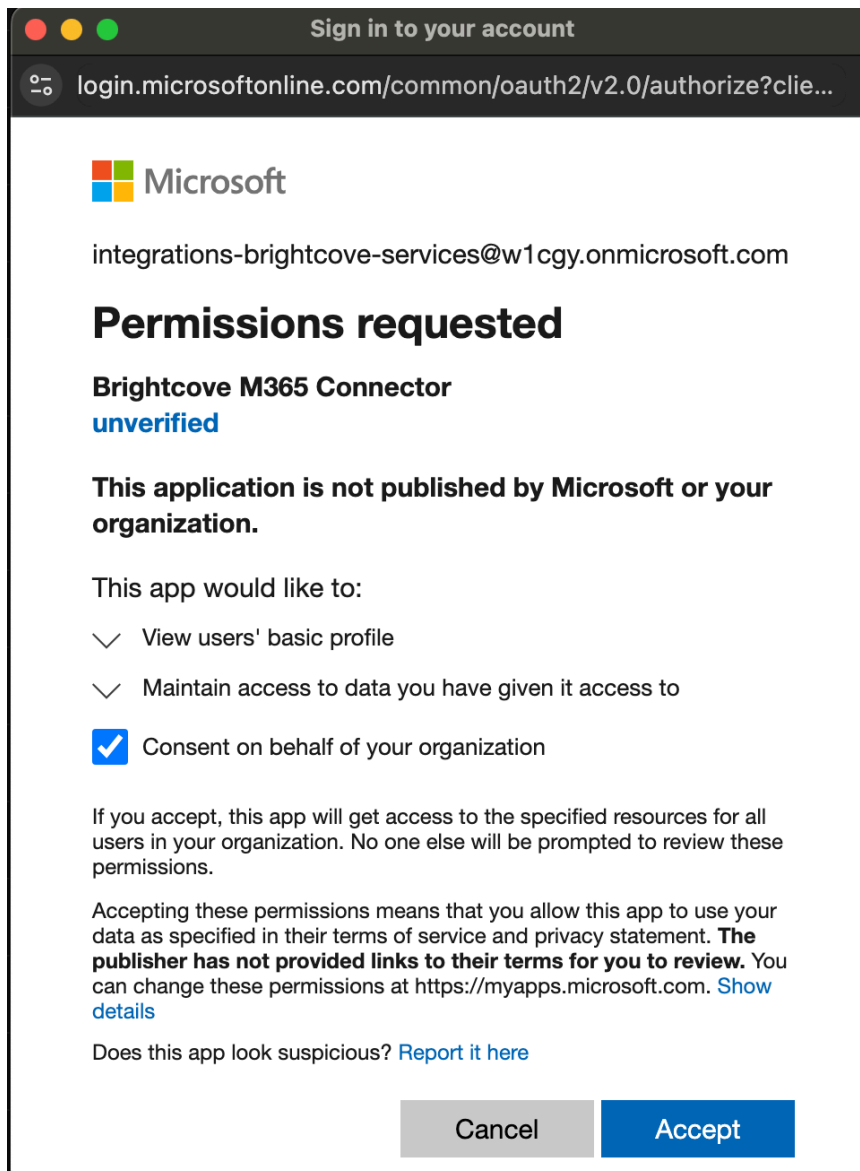 Sign in to your account
login.microsoftonline.com/common/oauth2/v2.0/authorize?clie...
Microsoft
integrations-brightcove-services@w1cgy.onmicrosoft.com
Permissions requested
Brightcove M365 Connector
unverified
This application is not published by Microsoft or your
organization.
This app would like to:
View users' basic profile
Maintain access to data you have given it access to
Consent on behalf of your organization
If you accept, this app will get access to the specified resources for all
users in your organization. No one else will be prompted to review these
permissions.
Accepting these permissions means that you allow this app to use your
data as specified in their terms of service and privacy statement. The
publisher has not provided links to their terms for you to review. You
can change these permissions at https://myapps.microsoft.com. Show
details
Does this app look suspicious? Report it here
Cancel
Accept